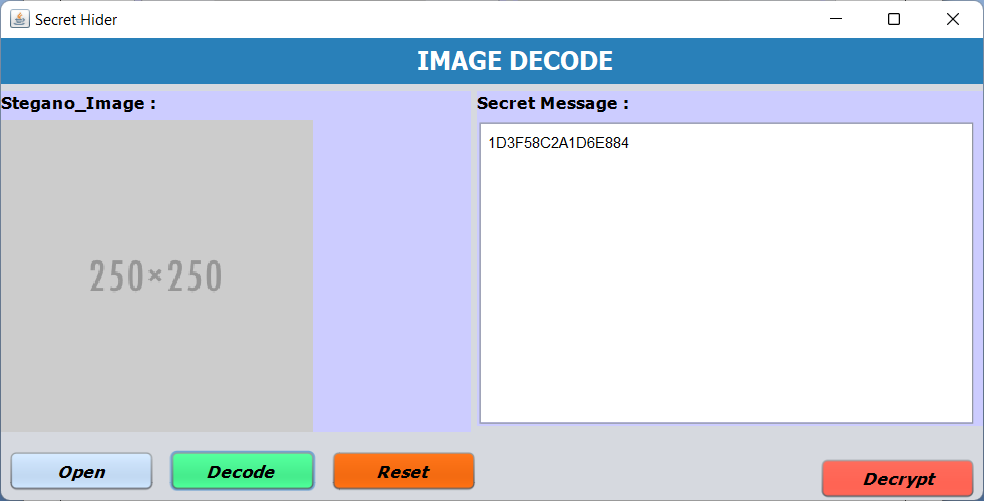 Secret Hider
IMAGE DECODE
Stegano_Image :
Secret Message :
1D3F58C2A1D6E884
250×250
Open
Decode
Reset
Decrypt